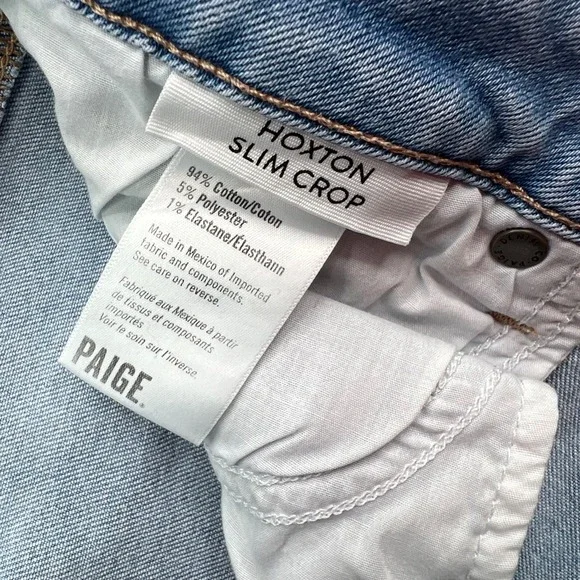 HOXTON
SLIM CROP
94% Cotton/Coton
5% Polyester
1% Elastane/Elasthann
Made in Mexico of Imported
fabric and components.
See care on reverse.
Fabriqué aux Mexique à partir
de tissus et composants
importés
Voir le soin sur l'inverse
PAIGE®